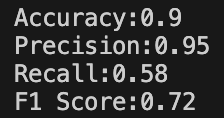 Accuracy:0.9
Precision:0.95
Recall:0.58
F1 Score:0.72